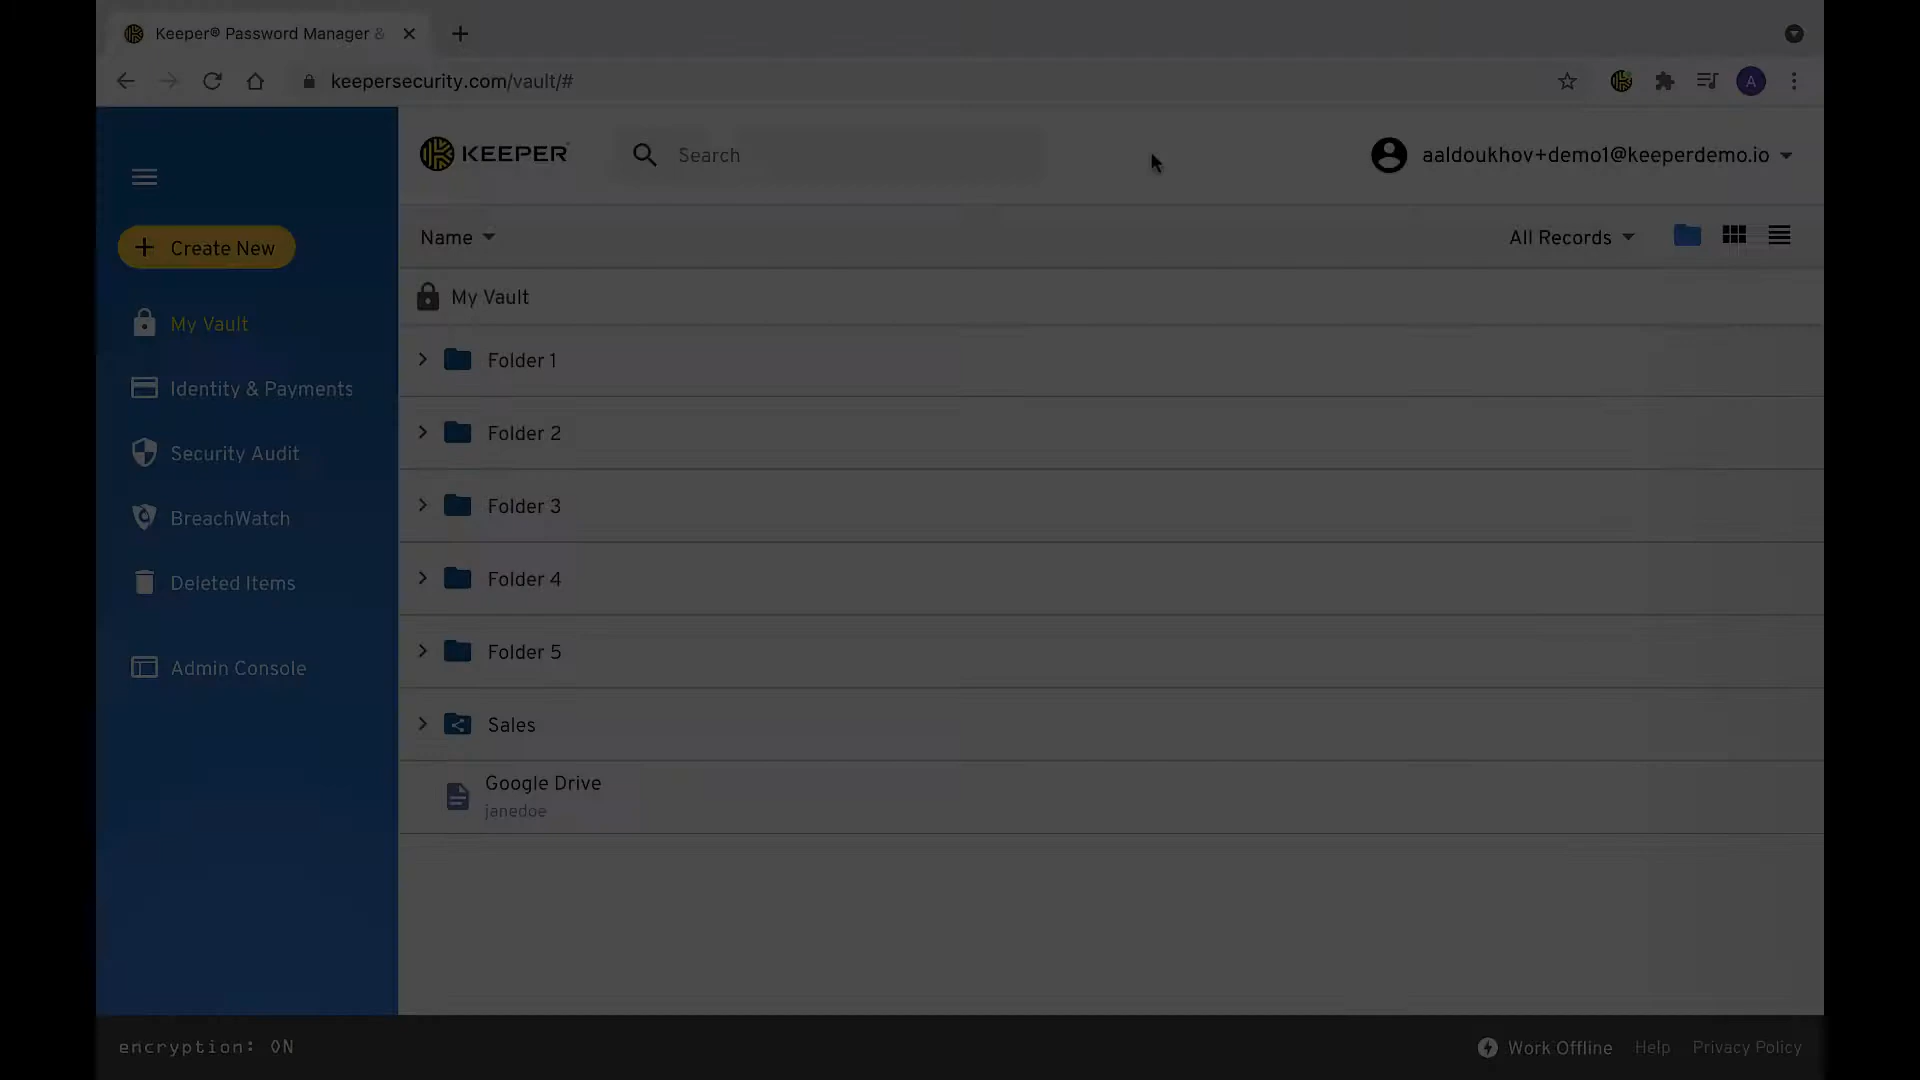 Keeper® Password Manager &
keepersecurity.com/vault/#
A
KEEPER
Search
aaldoukhov+demo1@keeperdemo.io
Create New
My Vault
Identity & Payments
Security Audit
BreachWatch
Deleted Items
Admin Console
Name
All Records
My Vault
Folder 1
Folder 2
Folder 3
Folder 4
Folder 5
Sales
Google Drive
janedoe
encryption: ON
Work Offline
Help
Privacy Policy